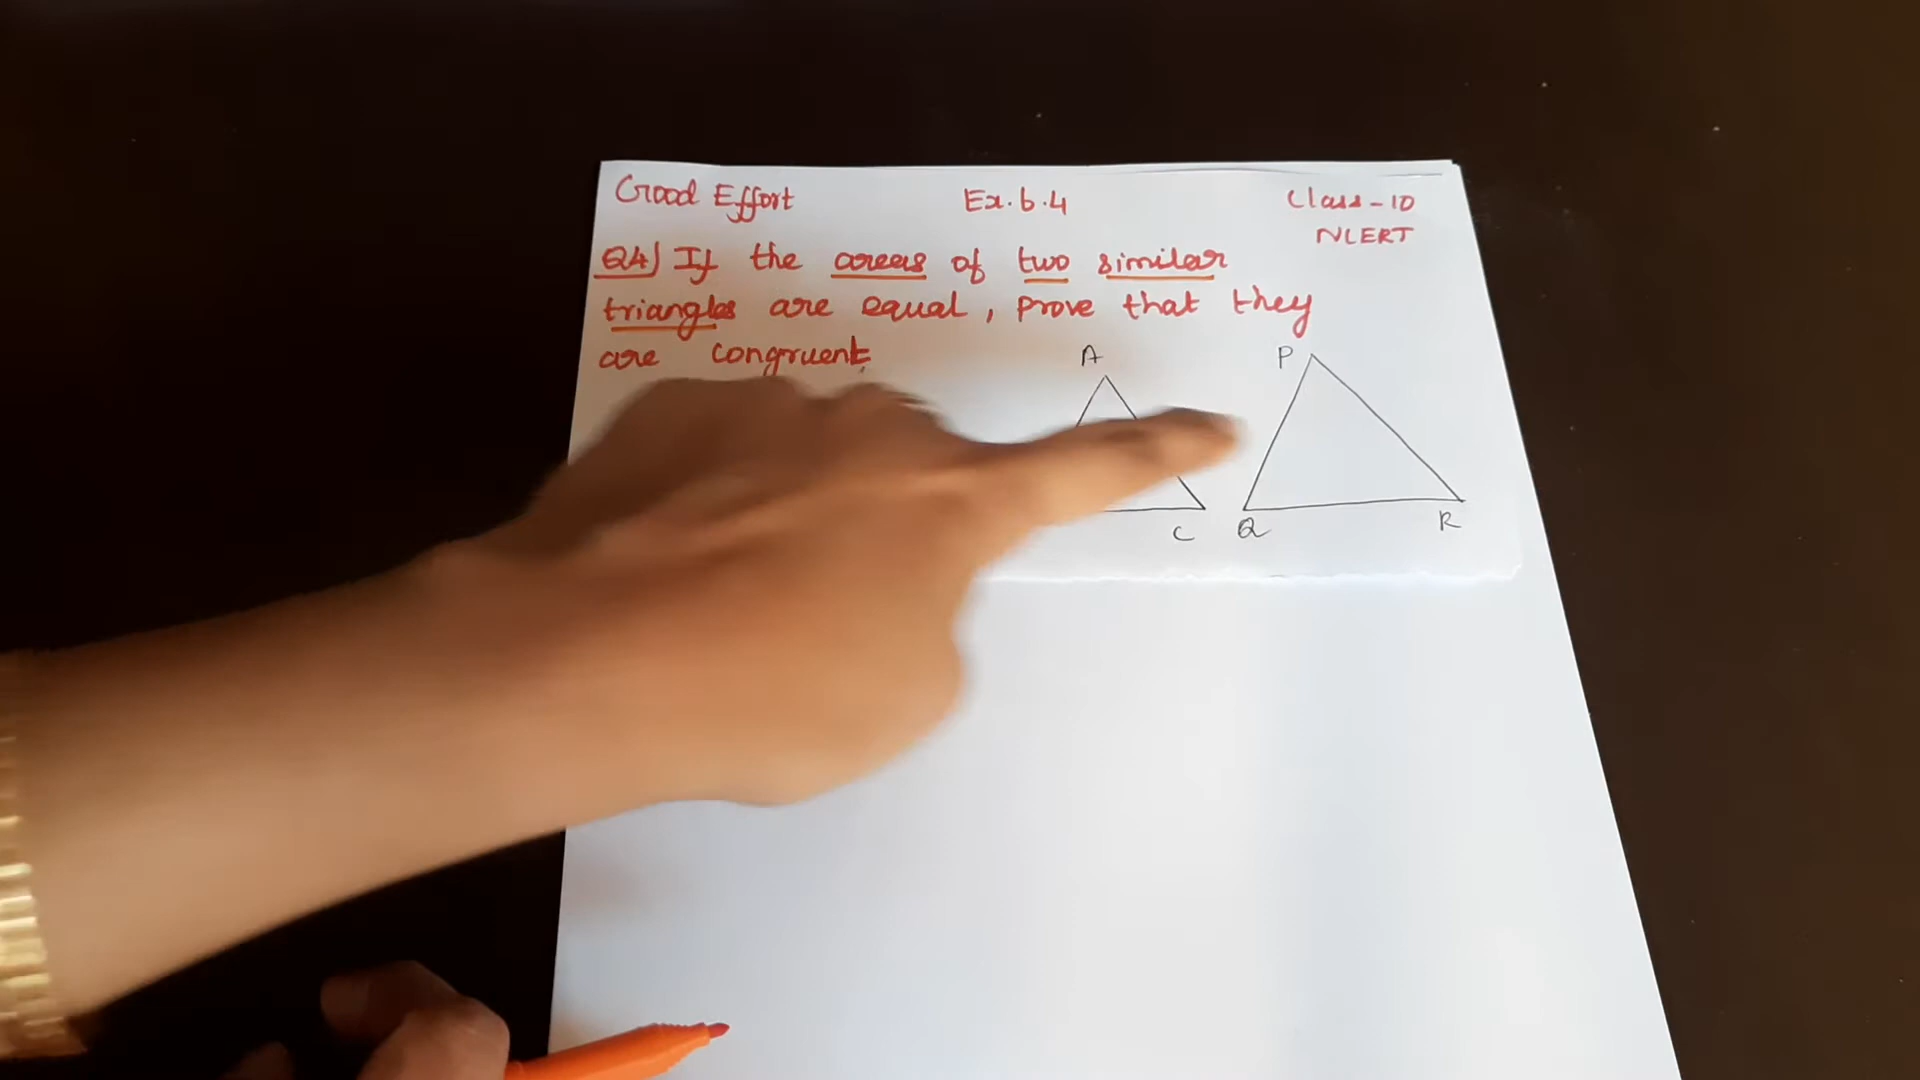 Good Effort Ex.6.4 Class-10
NCERT
Q4) If the areas of two similar
triangles are equal, prove that they
are congruent.
A P
C Q R